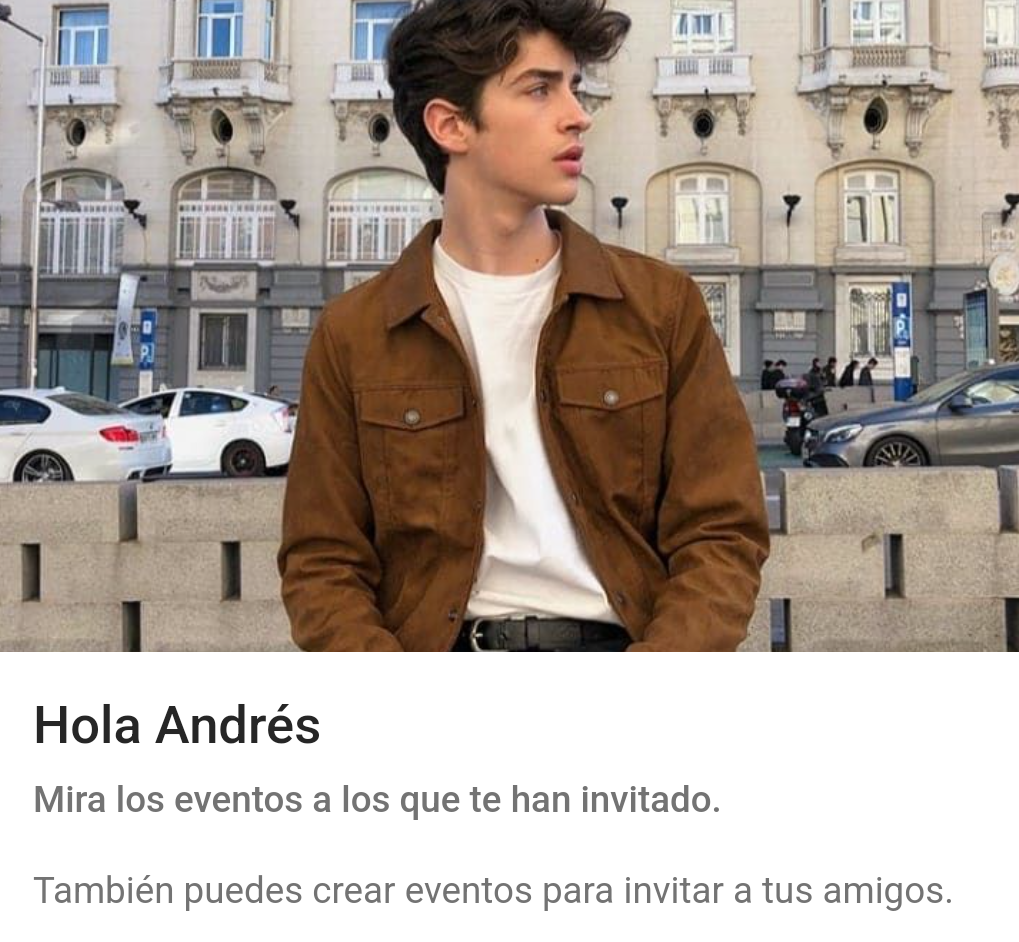 Hola Andrés
Mira los eventos a los que te han invitado.
También puedes crear eventos para invitar a tus amigos.